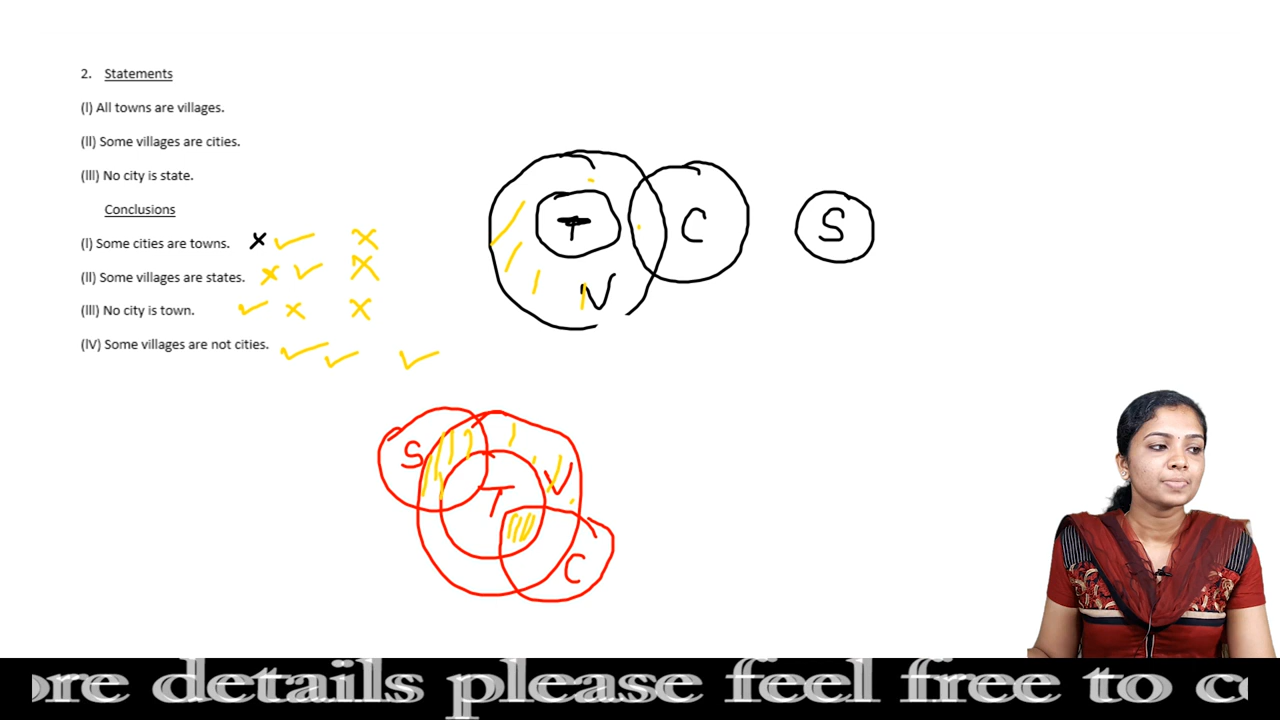 2. Statements
(I) All towns are villages.
(II) Some villages are cities.
(III) No city is state.
Conclusions
(I) Some cities are towns.
(II) Some villages are states.
(III) No city is town.
(IV) Some villages are not cities.
T
C
S
V
S
T
V
C
ore details please feel free to co